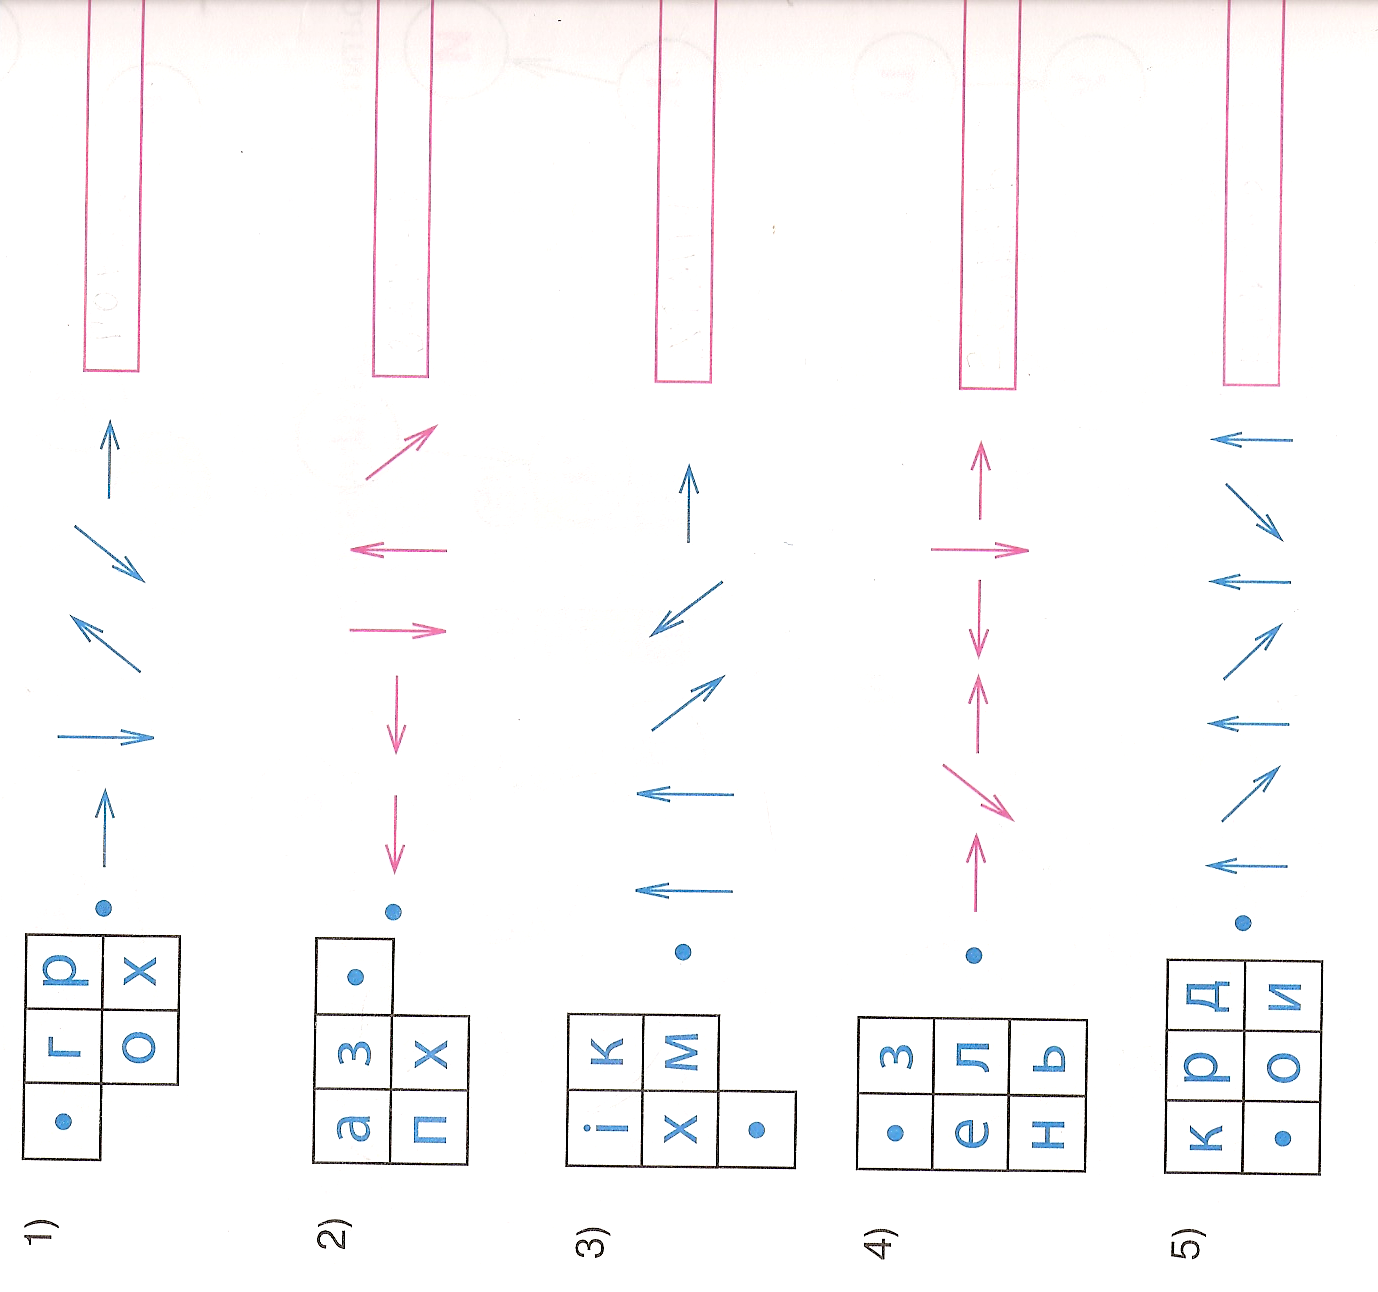 1)
г р
о х
2)
а з
п х
3)
і к
х м
4)
з
е л
н ь
5)
к р д
о и